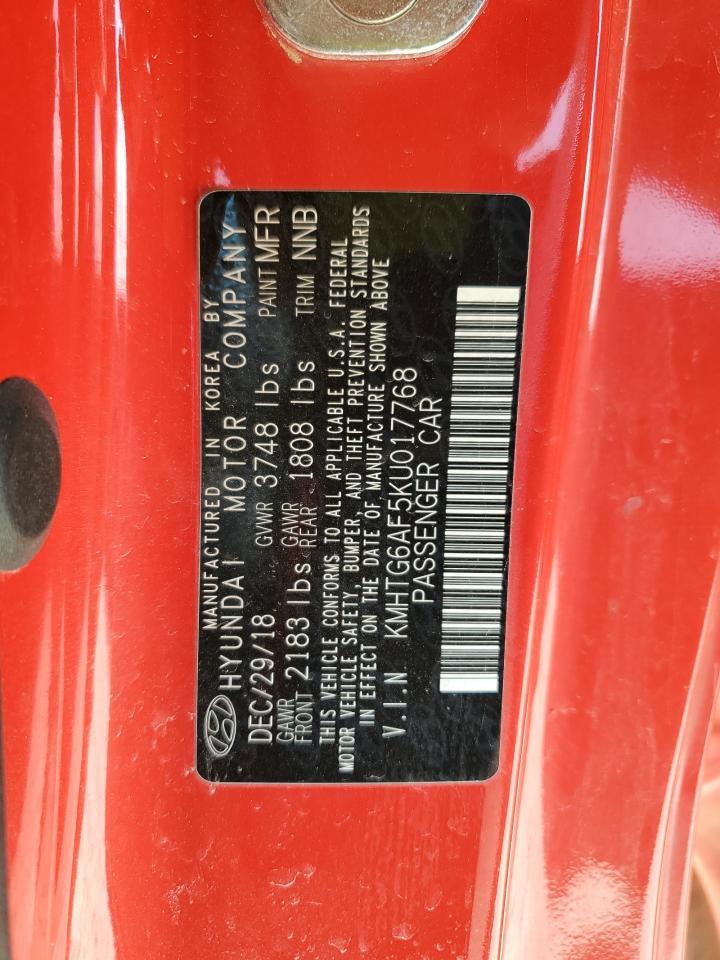 MANUFACTURED IN KOREA BY
HYUNDAI MOTOR COMPANY
DEC/29/18 GVWR 3748 lbs PAINT MFR
GAWR FRONT 2183 lbs GAWR REAR 1808 lbs TRIM NNB
THIS VEHICLE CONFORMS TO ALL APPLICABLE U.S.A. FEDERAL
MOTOR VEHICLE SAFETY, BUMPER, AND THEFT PREVENTION STANDARDS
IN EFFECT ON THE DATE OF MANUFACTURE SHOWN ABOVE
V.I.N KMHTG6AF5KU017768
PASSENGER CAR